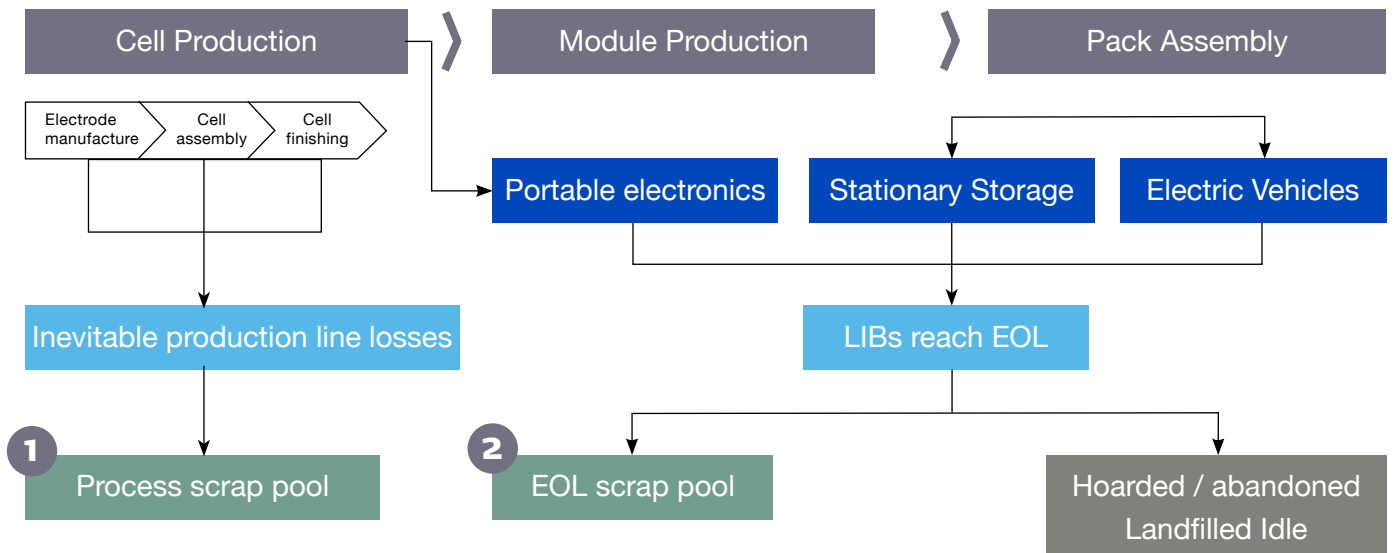 Cell Production
Module Production
Pack Assembly
Electrode
manufacture
Cell
assembly
Cell
finishing
Portable electronics
Stationary Storage
Electric Vehicles
Inevitable production line losses
LIBs reach EOL
1
Process scrap pool
2
EOL scrap pool
Hoarded / abandoned
Landfilled Idle